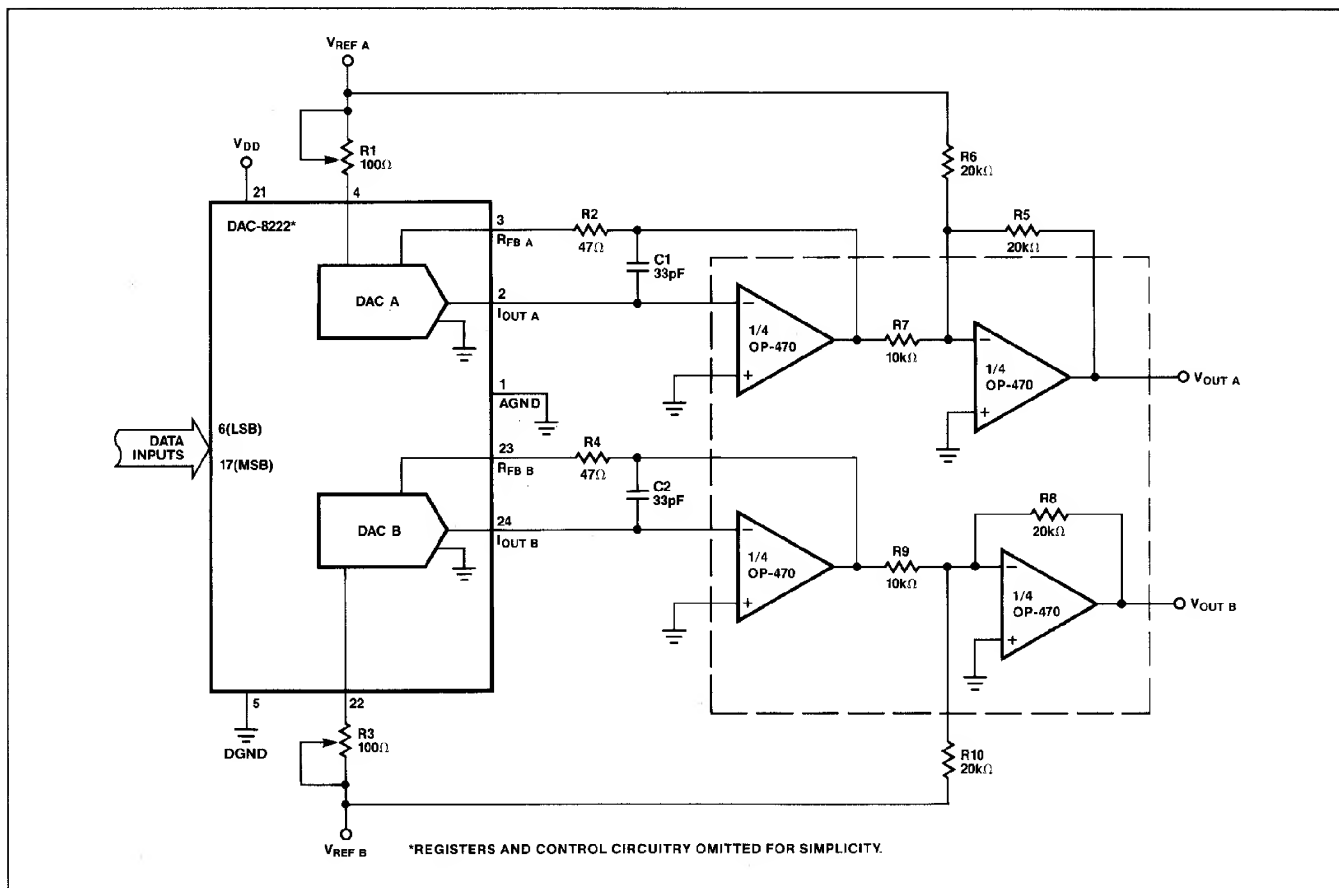 VREF A
VDD
R1
100Ω
21
4
DAC-8222*
3
RFB A
R2
47Ω
C1
33pF
R6
20kΩ
R5
20kΩ
DAC A
2
IOUT A
−
1/4
OP-470
+
R7
10kΩ
−
1/4
OP-470
+
VOUT A
1
AGND
DATA
INPUTS
6(LSB)
17(MSB)
23
RFB B
R4
47Ω
C2
33pF
DAC B
24
IOUT B
−
1/4
OP-470
+
R9
10kΩ
R8
20kΩ
−
1/4
OP-470
+
VOUT B
5
DGND
22
R3
100Ω
R10
20kΩ
VREF B
*REGISTERS AND CONTROL CIRCUITRY OMITTED FOR SIMPLICITY.